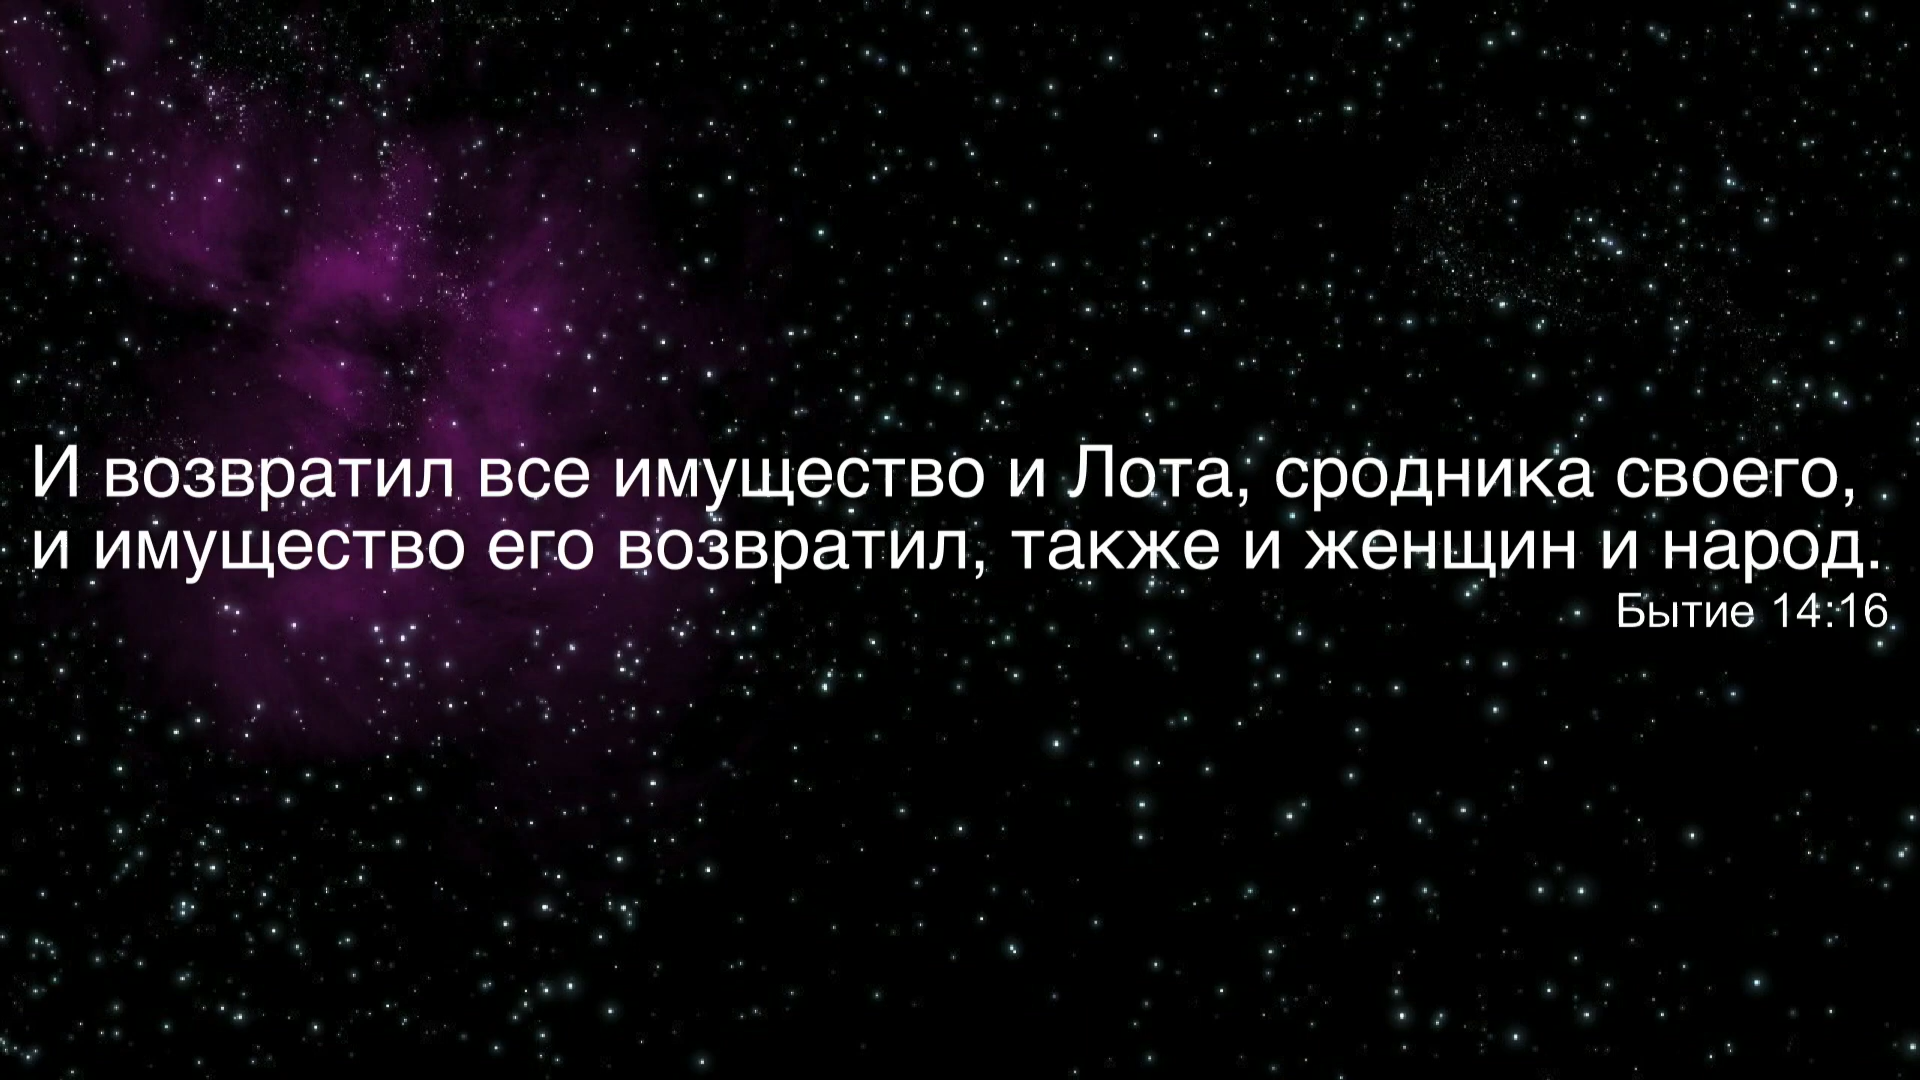 И возвратил все имущество и Лота, сродника своего,
и имущество его возвратил, также и женщин и народ.
Бытие 14:16